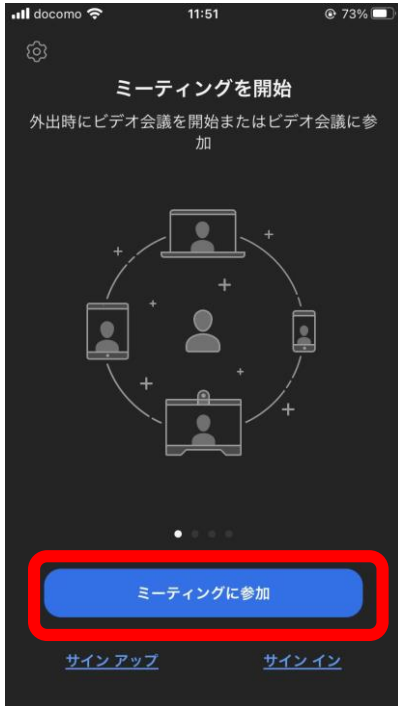 docomo 11:51 73%
ミーティングを開始
外出時にビデオ会議を開始またはビデオ会議に参
加
ミーティングに参加
サイン アップ サイン イン